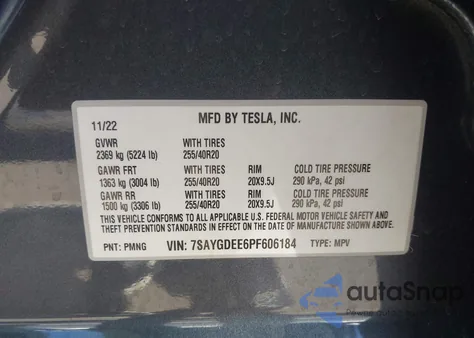 MFD BY TESLA, INC.
11/22
GVWR WITH TIRES
2369 kg (5224 lb) 255/40R20
GAWR FRT WITH TIRES RIM COLD TIRE PRESSURE
1363 kg (3004 lb) 255/40R20 20X9.5J 290 kPa, 42 psi
GAWR RR WITH TIRES RIM COLD TIRE PRESSURE
1500 kg (3306 lb) 255/40R20 20X9.5J 290 kPa, 42 psi
THIS VEHICLE CONFORMS TO ALL APPLICABLE U.S. FEDERAL MOTOR VEHICLE SAFETY AND
THEFT PREVENTION STANDARDS IN EFFECT ON THE DATE OF MANUFACTURE SHOWN ABOVE.
PNT: PMNG VIN: 7SAYGDEE6PF606184 TYPE: MPV
autoSnap
Powered by